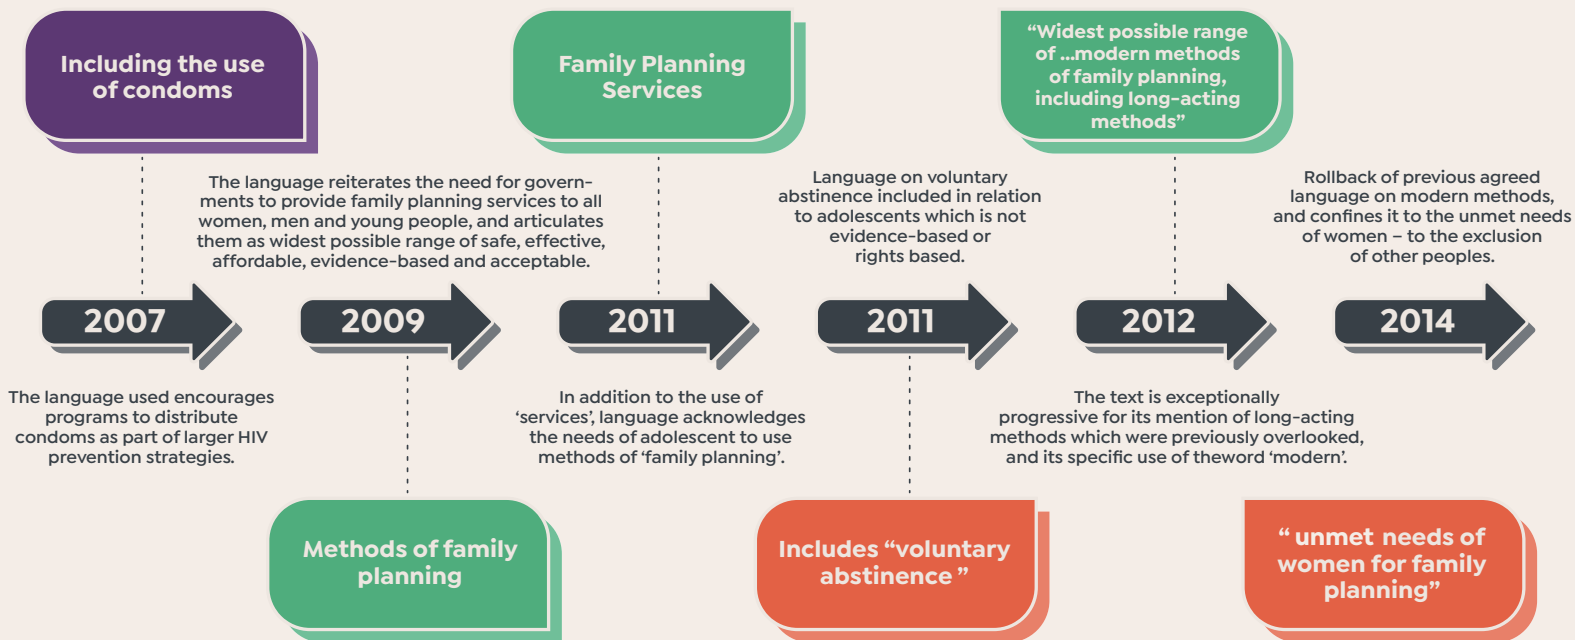 Including the use
of condoms
Family Planning
Services
“Widest possible range
of ...modern methods
of family planning,
including long-acting
methods”
The language reiterates the need for govern-
ments to provide family planning services to all
women, men and young people, and articulates
them as widest possible range of safe, effective,
affordable, evidence-based and acceptable.
Language on voluntary
abstinence included in relation
to adolescents which is not
evidence-based or
rights based.
Rollback of previous agreed
language on modern methods,
and confines it to the unmet needs
of women – to the exclusion
of other peoples.
2007
2009
2011
2011
2012
2014
The language used encourages
programs to distribute
condoms as part of larger HIV
prevention strategies.
In addition to the use of
‘services’, language acknowledges
the needs of adolescent to use
methods of ‘family planning’.
The text is exceptionally
progressive for its mention of long-acting
methods which were previously overlooked,
and its specific use of theword ‘modern’.
Methods of family
planning
Includes “voluntary
abstinence ”
“ unmet needs of
women for family
planning”